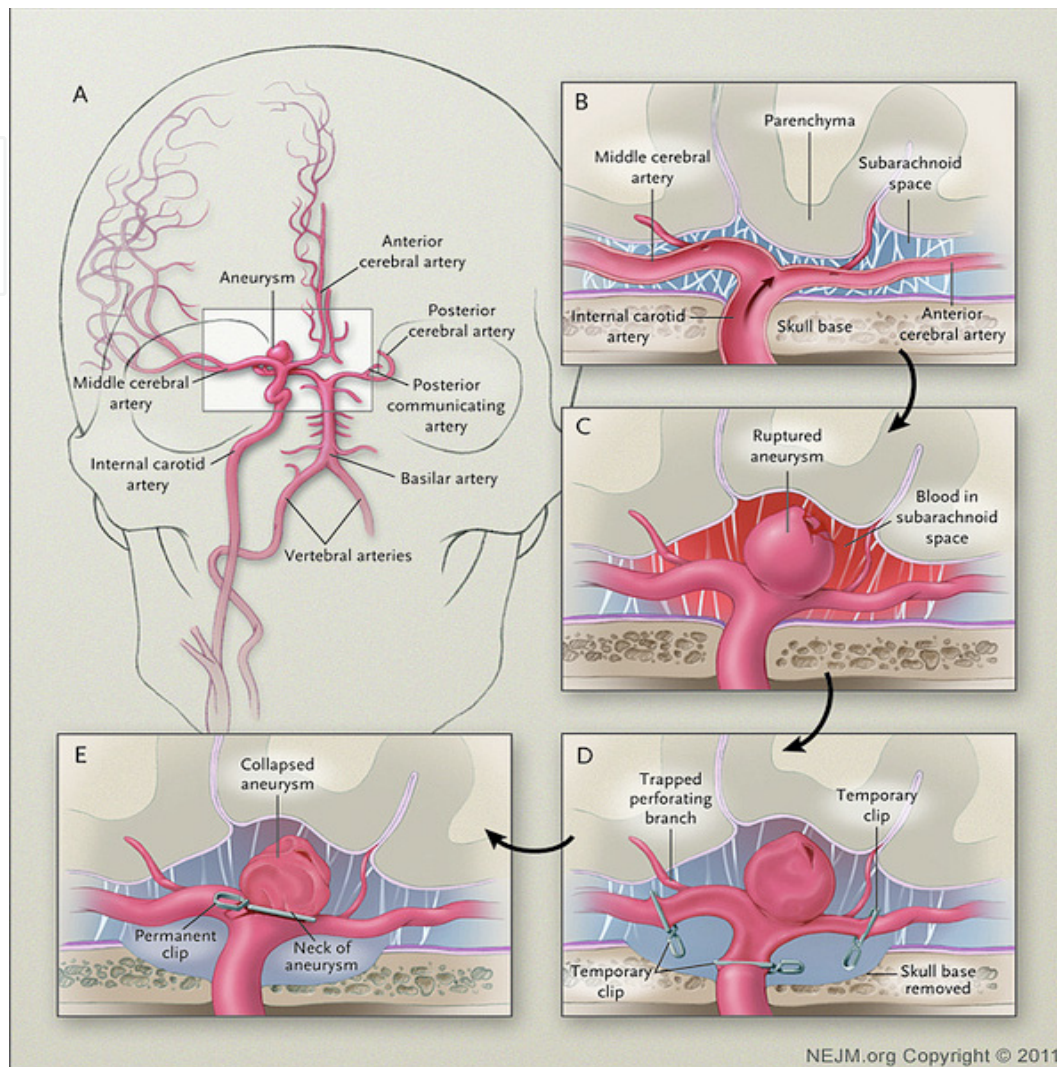 A
Anterior
cerebral artery
Aneurysm
Posterior
cerebral artery
Middle cerebral
artery
Posterior
communicating
artery
Internal carotid
artery
Basilar artery
Vertebral arteries
B
Parenchyma
Middle cerebral
artery
Subarachnoid
space
Internal carotid
artery
Skull base
Anterior
cerebral artery
C
Ruptured
aneurysm
Blood in
subarachnoid
space
D
Trapped
perforating
branch
Temporary
clip
Temporary
clip
Skull base
removed
E
Collapsed
aneurysm
Permanent
clip
Neck of
aneurysm
NEJM.org Copyright © 2011